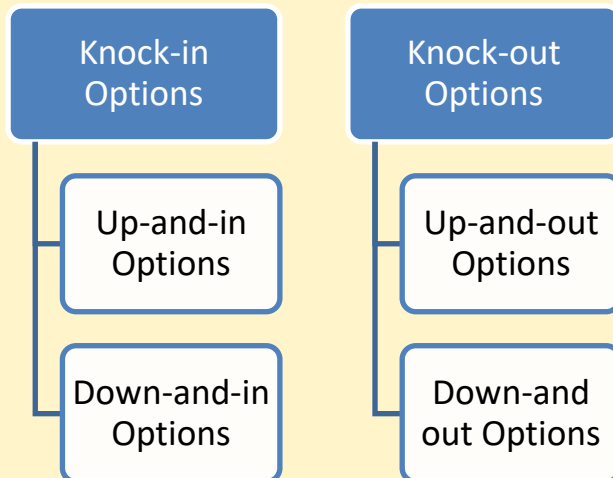 Knock-in
Options
Up-and-in
Options
Down-and-in
Options
Knock-out
Options
Up-and-out
Options
Down-and
out Options